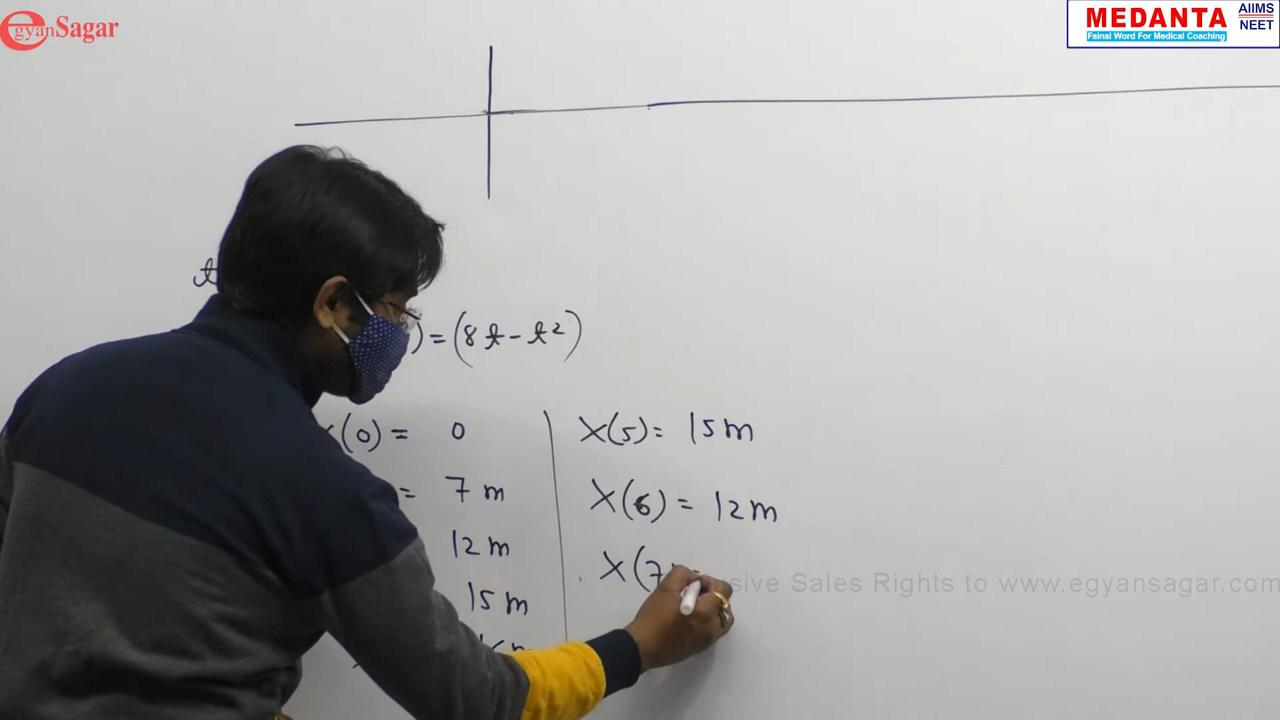 egyanSagar
MEDANTA
AIIMS
NEET
Fainal Word For Medical Coaching
t
) = (8t - t²)
X(0) = 0
= 7 m
12 m
15 m
X(5) = 15 m
X(6) = 12 m
X(7) =
sive Sales Rights to www.egyansagar.com